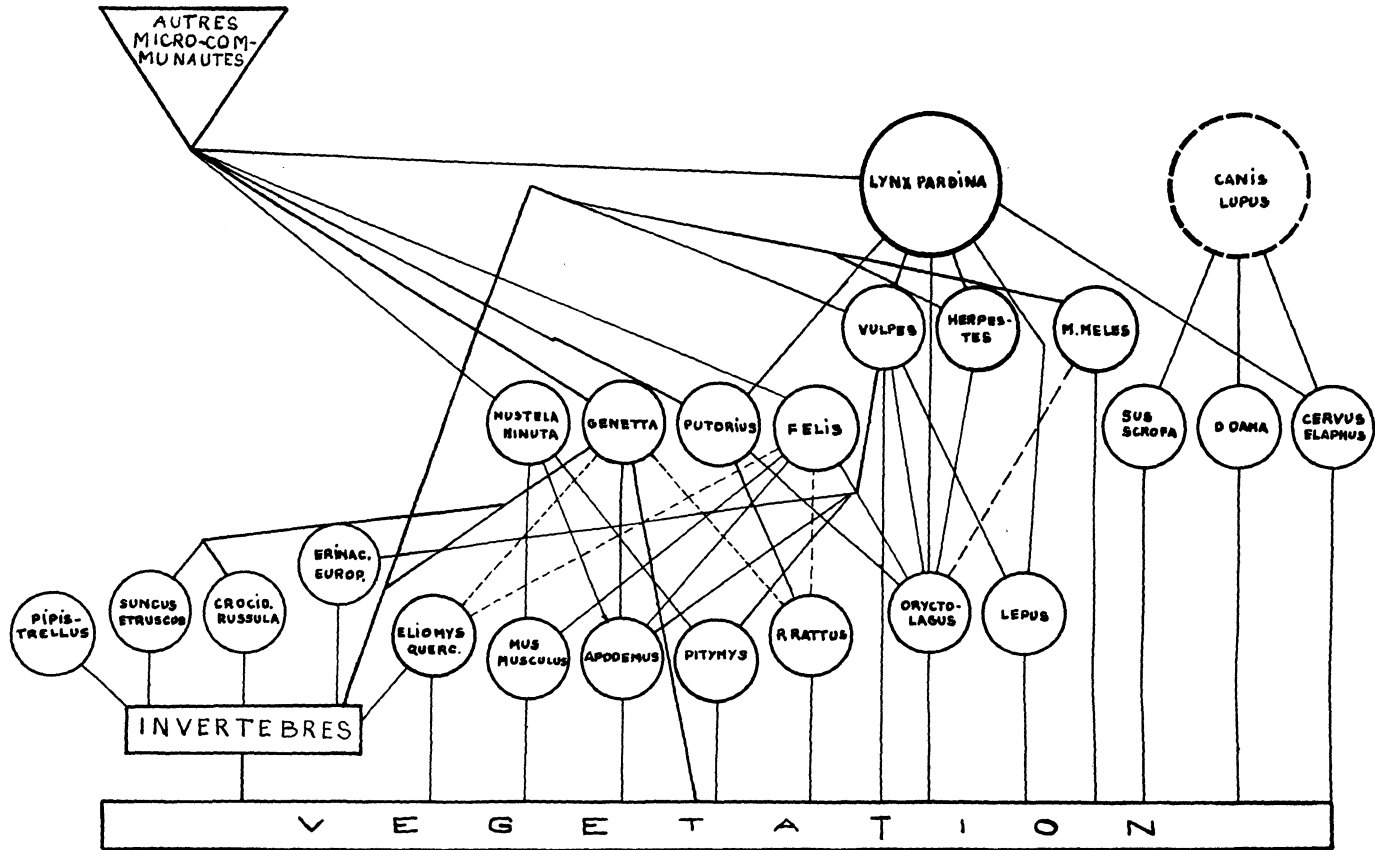 AUTRES
MICRO-COM-
MUNAUTES
LYNX PARDINA
CANIS
LUPUS
VULPES
HERPES-
TES
M.MELES
MUSTELA
MINUTA
GENETTA
PUTORIUS
FELIS
SUS
SCROFA
D DAMA
CERVUS
ELAPHUS
ERINAC.
EUROP.
PIPIS-
TRELLUS
SUNCUS
ETRUSCUS
CROCID.
RUSSULA
ELIOMYS
QUERC.
MUS
MUSCULUS
APODEMUS
PITYMYS
R.RATTUS
ORYCTO-
LAGUS
LEPUS
INVERTEBRES
VEGETATION